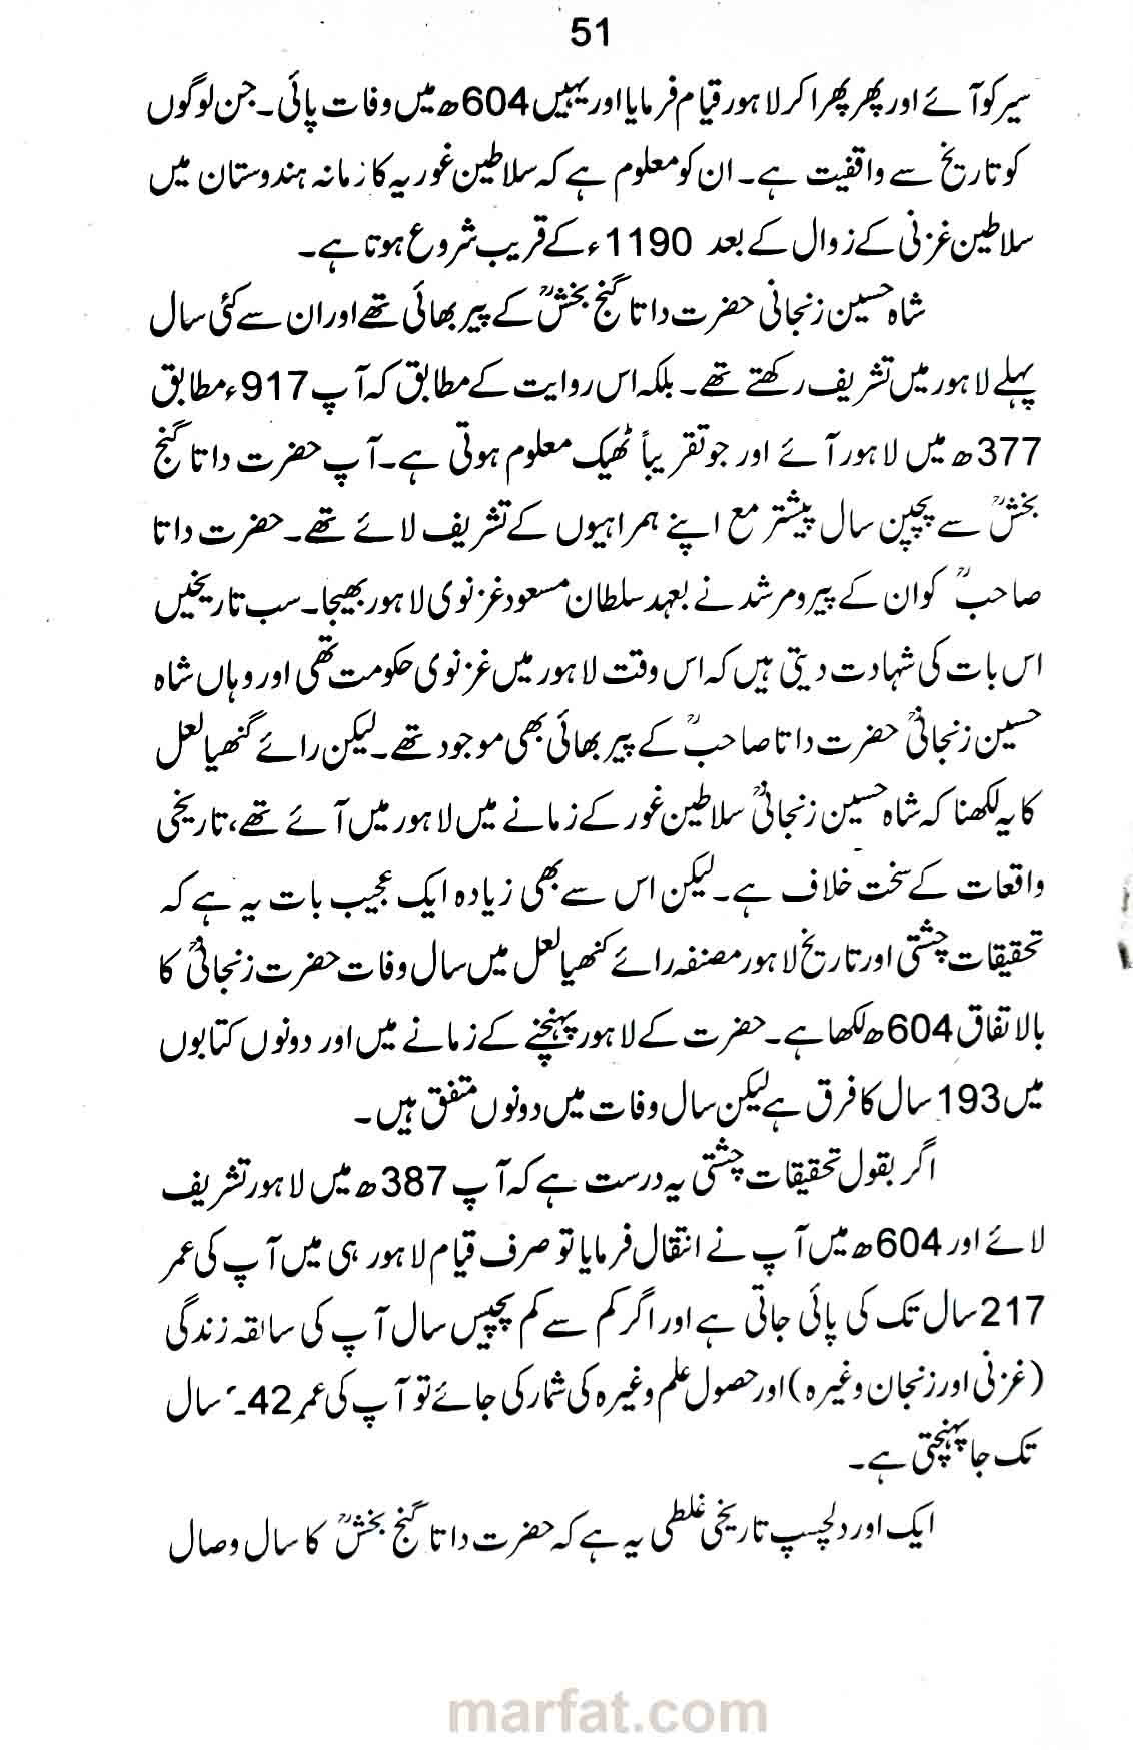 51
سیر کو آئے اور پھر پھرا کر لاہور قیام فرمایا اور یہیں 604ھ میں وفات پائی۔ جن لوگوں
کو تاریخ سے واقفیت ہے۔ ان کو معلوم ہے کہ سلاطین غوریہ کا زمانہ ہندوستان میں
سلاطین غزنی کے زوال کے بعد 1190ء کے قریب شروع ہوتا ہے۔
شاہ حسین زنجانی حضرت داتا گنج بخشؒ کے پیر بھائی تھے اور ان سے کئی سال
پہلے لاہور میں تشریف رکھتے تھے۔ بلکہ اس روایت کے مطابق کہ آپ 917ء مطابق
377ھ میں لاہور آئے اور جو تقریباً ٹھیک معلوم ہوتی ہے۔ آپ حضرت داتا گنج
بخشؒ سے پچپن سال پیشتر مع اپنے ہمراہیوں کے تشریف لائے تھے۔ حضرت داتا
صاحبؒ کو ان کے پیرومرشد نے بعہد سلطان مسعود غزنوی لاہور بھیجا۔ سب تاریخیں
اس بات کی شہادت دیتی ہیں کہ اس وقت لاہور میں غزنوی حکومت تھی اور وہاں شاہ
حسین زنجانیؒ حضرت داتا صاحبؒ کے پیر بھائی بھی موجود تھے۔ لیکن رائے گنھیا لعل
کا یہ لکھنا کہ شاہ حسین زنجانیؒ سلاطین غور کے زمانے میں لاہور میں آئے تھے، تاریخی
واقعات کے سخت خلاف ہے۔ لیکن اس سے بھی زیادہ ایک عجیب بات یہ ہے کہ
تحقیقات چشتی اور تاریخ لاہور مصنفہ رائے کنھیا لعل میں سال وفات حضرت زنجانیؒ کا
بالاتفاق 604ھ لکھا ہے۔ حضرت کے لاہور پہنچنے کے زمانے میں اور دونوں کتابوں
میں 193 سال کا فرق ہے لیکن سال وفات میں دونوں متفق ہیں۔
اگر بقول تحقیقات چشتی یہ درست ہے کہ آپ 387ھ میں لاہور تشریف
لائے اور 604ھ میں آپ نے انتقال فرمایا تو صرف قیام لاہور ہی میں آپ کی عمر
217 سال تک کی پائی جاتی ہے اور اگر کم سے کم پچیس سال آپ کی سابقہ زندگی
(غزنی اور زنجان وغیرہ) اور حصول علم وغیرہ کی شمار کی جائے تو آپ کی عمر 42۔ سال
تک جا پہنچتی ہے۔
ایک اور دلچسپ تاریخی غلطی یہ ہے کہ حضرت داتا گنج بخشؒ کا سال وصال
marfat.com